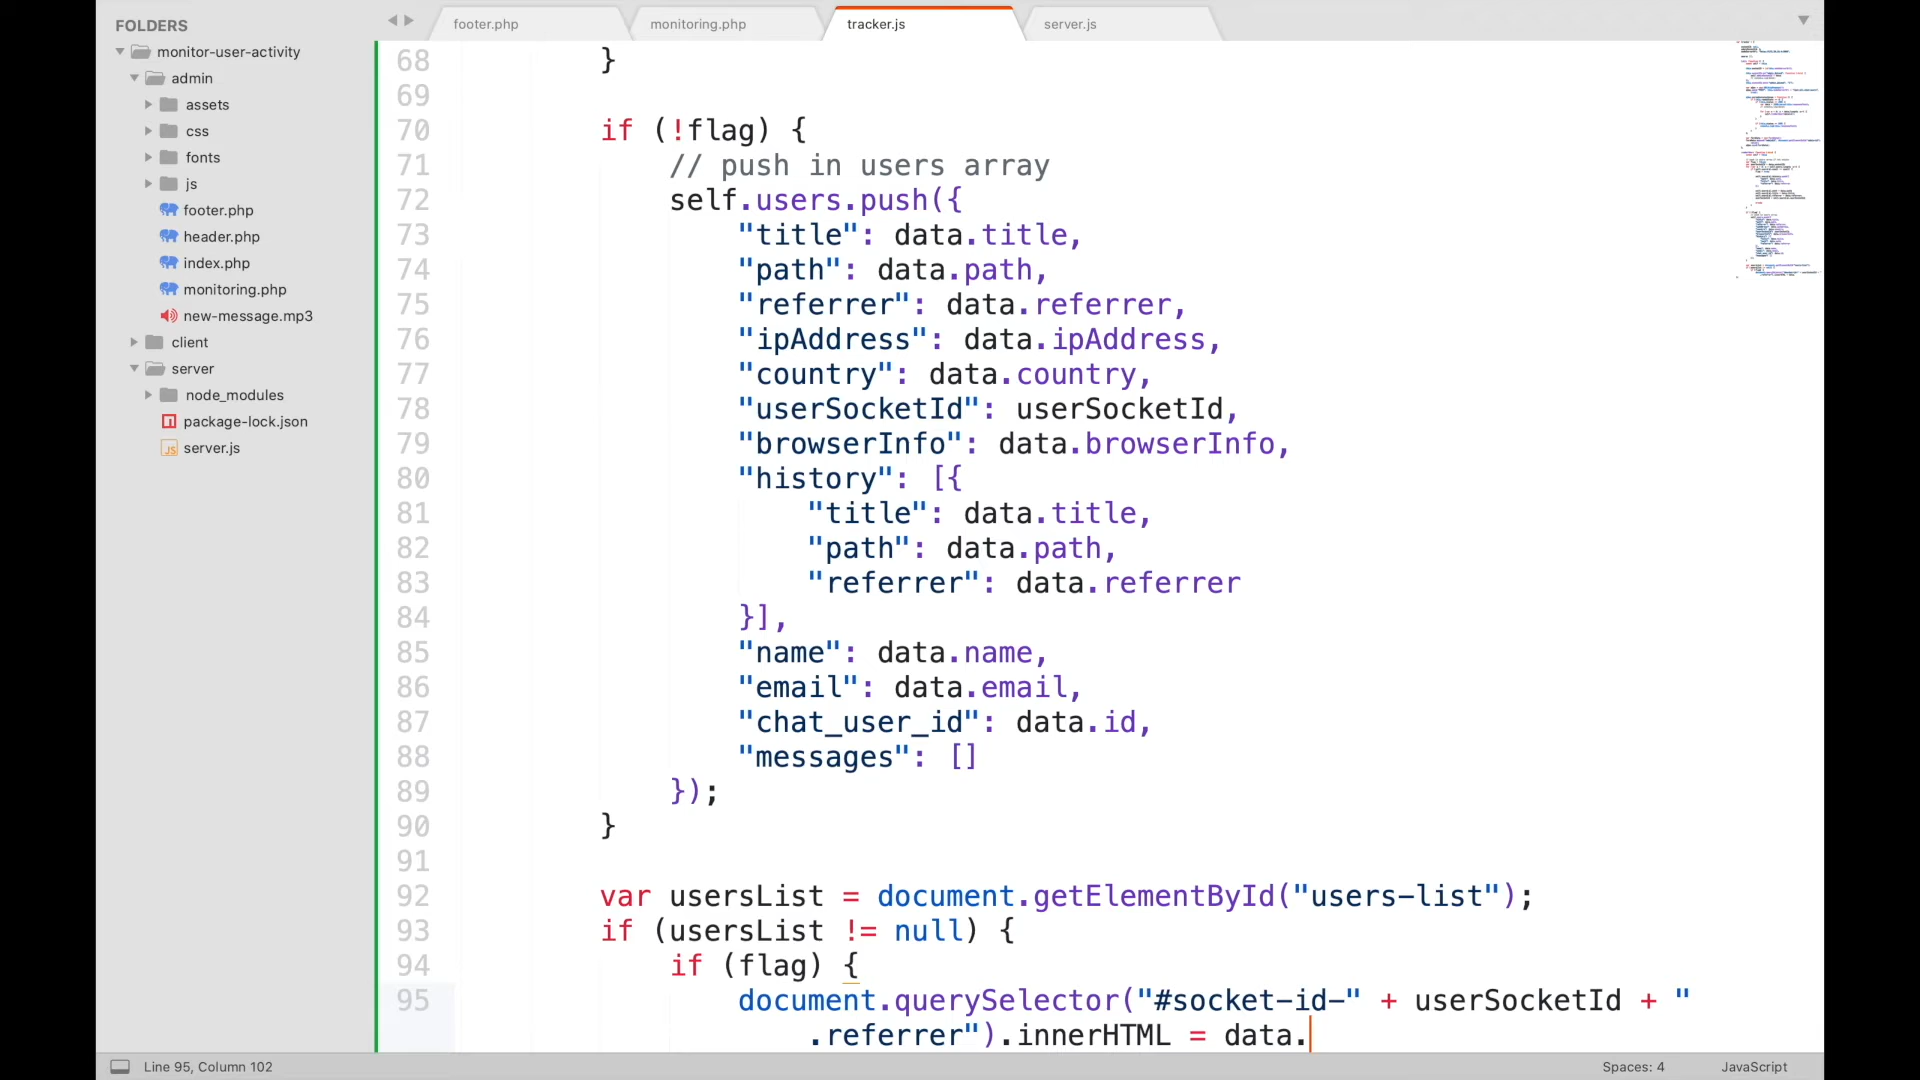 FOLDERS
monitor-user-activity
admin
assets
css
fonts
js
footer.php
header.php
index.php
monitoring.php
new-message.mp3
client
server
node_modules
package-lock.json
server.js
footer.php
monitoring.php
tracker.js
server.js
68 }
69
70 if (!flag) {
71 // push in users array
72 self.users.push({
73 "title": data.title,
74 "path": data.path,
75 "referrer": data.referrer,
76 "ipAddress": data.ipAddress,
77 "country": data.country,
78 "userSocketId": userSocketId,
79 "browserInfo": data.browserInfo,
80 "history": [{
81 "title": data.title,
82 "path": data.path,
83 "referrer": data.referrer
84 }],
85 "name": data.name,
86 "email": data.email,
87 "chat_user_id": data.id,
88 "messages": []
89 });
90 }
91
92 var usersList = document.getElementById("users-list");
93 if (usersList != null) {
94 if (flag) {
95 document.querySelector("#socket-id-" + userSocketId + "
.referrer").innerHTML = data.
Line 95, Column 102
Spaces: 4
JavaScript